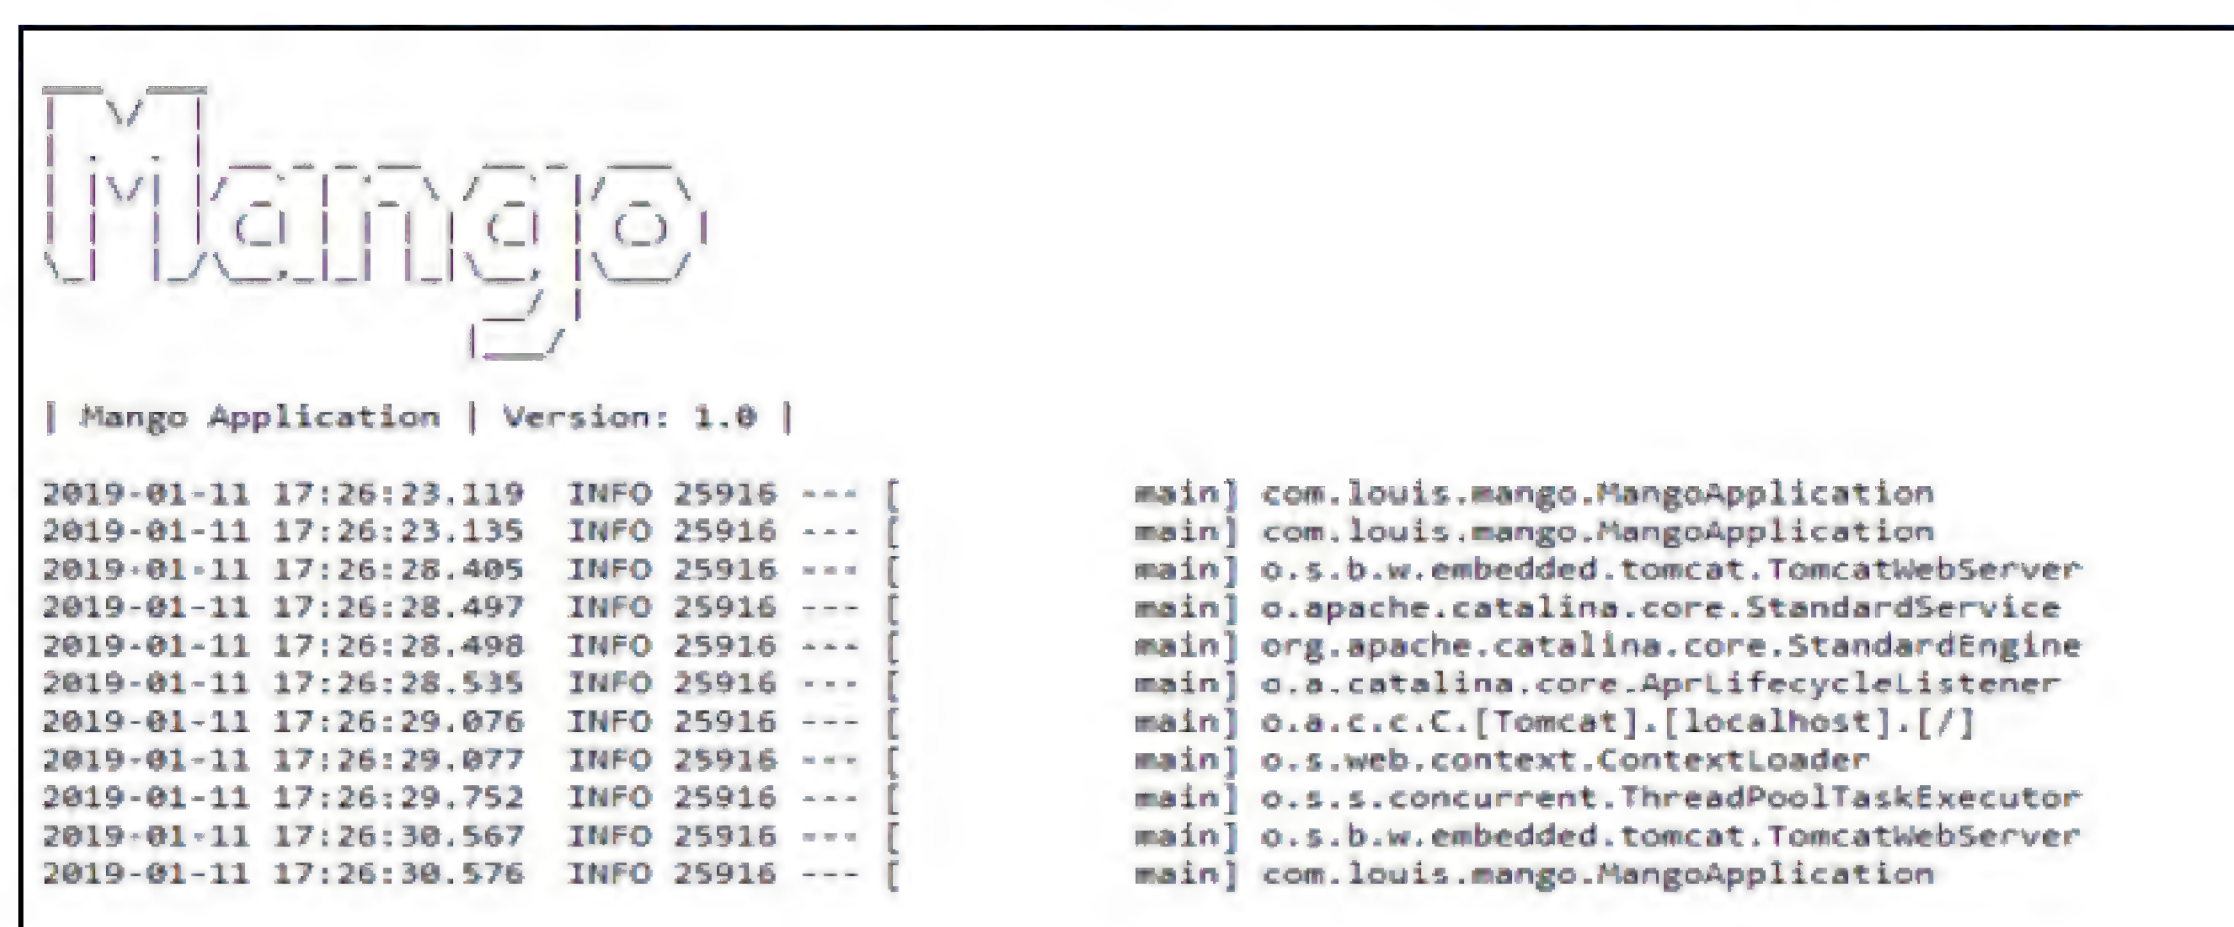 Mango
| Mango Application | Version: 1.0 |
2019-01-11 17:26:23.119  INFO 25916 --- [           main] com.louis.mango.MangoApplication
2019-01-11 17:26:23.135  INFO 25916 --- [           main] com.louis.mango.MangoApplication
2019-01-11 17:26:28.405  INFO 25916 --- [           main] o.s.b.w.embedded.tomcat.TomcatWebServer
2019-01-11 17:26:28.497  INFO 25916 --- [           main] o.apache.catalina.core.StandardService
2019-01-11 17:26:28.498  INFO 25916 --- [           main] org.apache.catalina.core.StandardEngine
2019-01-11 17:26:28.535  INFO 25916 --- [           main] o.a.catalina.core.AprLifecycleListener
2019-01-11 17:26:29.076  INFO 25916 --- [           main] o.a.c.c.C.[Tomcat].[localhost].[/]
2019-01-11 17:26:29.077  INFO 25916 --- [           main] o.s.web.context.ContextLoader
2019-01-11 17:26:29.752  INFO 25916 --- [           main] o.s.s.concurrent.ThreadPoolTaskExecutor
2019-01-11 17:26:30.567  INFO 25916 --- [           main] o.s.b.w.embedded.tomcat.TomcatWebServer
2019-01-11 17:26:30.576  INFO 25916 --- [           main] com.louis.mango.MangoApplication